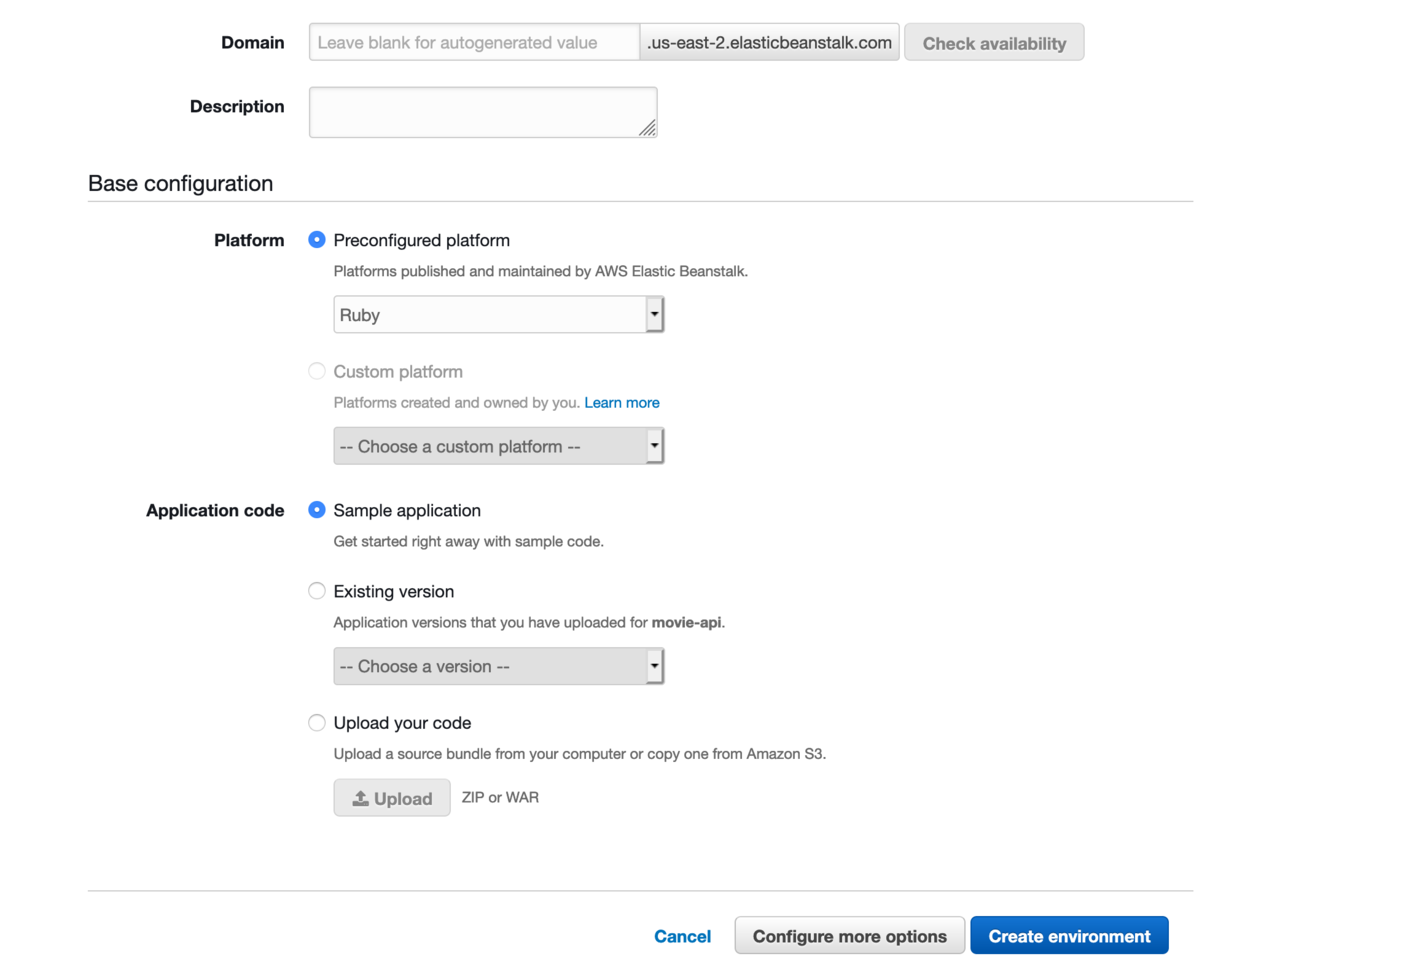 Domain Leave blank for autogenerated value .us-east-2.elasticbeanstalk.com Check availability
Description
Base configuration
Platform Preconfigured platform
Platforms published and maintained by AWS Elastic Beanstalk.
Ruby
Custom platform
Platforms created and owned by you. Learn more
-- Choose a custom platform --
Application code Sample application
Get started right away with sample code.
Existing version
Application versions that you have uploaded for movie-api.
-- Choose a version --
Upload your code
Upload a source bundle from your computer or copy one from Amazon S3.
Upload ZIP or WAR
Cancel Configure more options Create environment